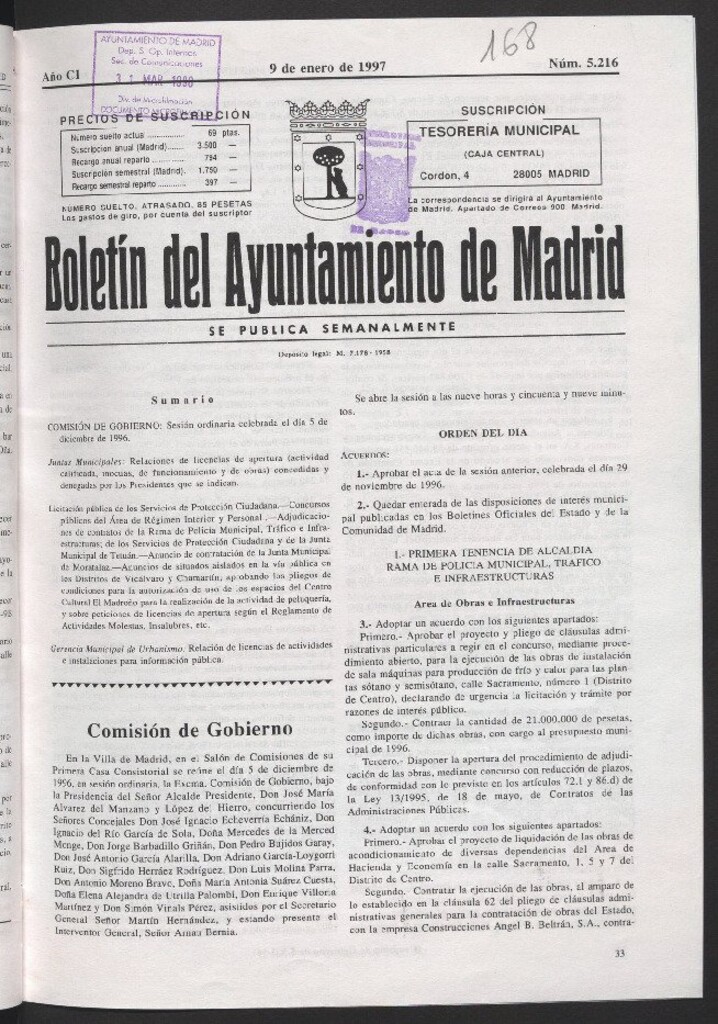 168
AYUNTAMIENTO DE MADRID
Dep. S. Op. Internos
Sec. de Comunicaciones
Año CI
9 de enero de 1997
Núm. 5.216
PRECIOS DE SUSCRIPCIÓN
Número suelto actual ............... 69 ptas.
Suscripción anual (Madred) ...... 3.500 —
Recargo anual reparto ............. 794 —
Suscripción semestral (Madrid). 1.750 —
Recargo semestral reparto ............ 397 —
NUMERO SUELTO, ATRASADO, 85 PESETAS
Los gastos de giro, por cuenta del suscriptor
SUSCRIPCIÓN
TESORERÍA MUNICIPAL
(CAJA CENTRAL)
Cordon, 4 28005 MADRID
La correspondencia se dirigirá al Ayuntamiento
de Madrid. Apartado de Correos 900 Madrid.
Boletín del Ayuntamiento de Madrid
SE PUBLICA SEMANALMENTE
Depósito legal: M. 7.178 - 1958
Sumario
COMISIÓN DE GOBIERNO: Sesión ordinaria celebrada el día 5 de
diciembre de 1996.
Juntas Municipales: Relaciones de licencias de apertura (actividad
calificada, inocuas, de funcionamiento y de obras) concedidas y
denegadas por los Presidentes que se indican.
Licitación pública de los Servicios de Protección Ciudadana.—Concursos
públicos del Área de Régimen Interior y Personal .—Adjudicacio-
nes de contratos de la Rama de Policía Municipal, Tráfico e Infra-
estructuras; de los Servicios de Protección Ciudadana y de la Junta
Municipal de Tetuán.—Anuncio de contratación de la Junta Municipal
de Moratalaz.—Anuncios de situados aislados en la vía pública en
los Distritos de Vicálvaro y Chamartín, aprobando los pliegos de
condiciones para la autorización de uso de los espacios del Centro
Cultural El Madroño para la realización de la actividad de peluquería,
y sobre peticiones de licencias de apertura según el Reglamento de
Actividades Molestas, Insalubres, etc.
Gerencia Municipal de Urbanismo. Relación de licencias de actividades
e instalaciones para información pública.
Comisión de Gobierno
En la Villa de Madrid, en el Salón de Comisiones de su
Primera Casa Consistorial se reúne el día 5 de diciembre de
1996, en sesión ordinaria, la Excma. Comisión de Gobierno, bajo
la Presidencia del Señor Alcalde Presidente, Don José María
Alvarez del Manzano y López del Hierro, concurriendo los
Señores Concejales Don José Ignacio Echeverría Echániz, Don
Ignacio del Río García de Sola, Doña Mercedes de la Merced
Monge, Don Jorge Barbadillo Griñán, Don Pedro Bujidos Garay,
Don José Antonio García Alarilla, Don Adriano García-Loygorri
Ruiz, Don Sigfrido Herráez Rodríguez, Don Luis Molina Parra,
Don Antonio Moreno Bravo, Doña María Antonia Suárez Cuesta,
Doña Elena Alejandra de Utrilla Palombi, Don Enrique Villoria
Martínez y Don Simón Viñals Pérez, asistidos por el Secretario
General Señor Martín Hernández, y estando presente el
Interventor General, Señor Arnau Bernia.
Se abre la sesión a las nueve horas y cincuenta y nueve minu-
tos.
ORDEN DEL DIA
ACUERDOS:
1.- Aprobar el acta de la sesión anterior, celebrada el día 29
de noviembre de 1996.
2.- Quedar enterada de las disposiciones de interés munici-
pal publicadas en los Boletines Oficiales del Estado y de la
Comunidad de Madrid.
1.- PRIMERA TENENCIA DE ALCALDIA
RAMA DE POLICIA MUNICIPAL, TRAFICO
E INFRAESTRUCTURAS
Area de Obras e Infraestructuras
3.- Adoptar un acuerdo con los siguientes apartados:
Primero.- Aprobar el proyecto y pliego de cláusulas admi-
nistrativas particulares a regir en el concurso, mediante proce-
dimiento abierto, para la ejecución de las obras de instalación
de sala máquinas para producción de frío y calor para las plan-
tas sótano y semisótano, calle Sacramento, número 1 (Distrito
de Centro), declarando de urgencia la licitación y trámite por
razones de interés público.
Segundo.- Contraer la cantidad de 21.000.000 de pesetas,
como importe de dichas obras, con cargo al presupuesto muni-
cipal de 1996.
Tercero.- Disponer la apertura del procedimiento de adjudi-
cación de las obras, mediante concurso con reducción de plazos,
de conformidad con lo previsto en los artículos 72.1 y 86.d) de
la Ley 13/1995, de 18 de mayo, de Contratos de las
Administraciones Públicas.
4.- Adoptar un acuerdo con los siguientes apartados:
Primero.- Aprobar el proyecto de liquidación de las obras de
acondicionamiento de diversas dependencias del Area de
Hacienda y Economía en la calle Sacramento, 1, 5 y 7 del
Distrito de Centro.
Segundo. Contratar la ejecución de las obras, al amparo de
lo establecido en la cláusula 62 del pliego de cláusulas admi-
nistrativas generales para la contratación de obras del Estado,
con la empresa Construcciones Angel B. Beltrán, S.A., contra-
33